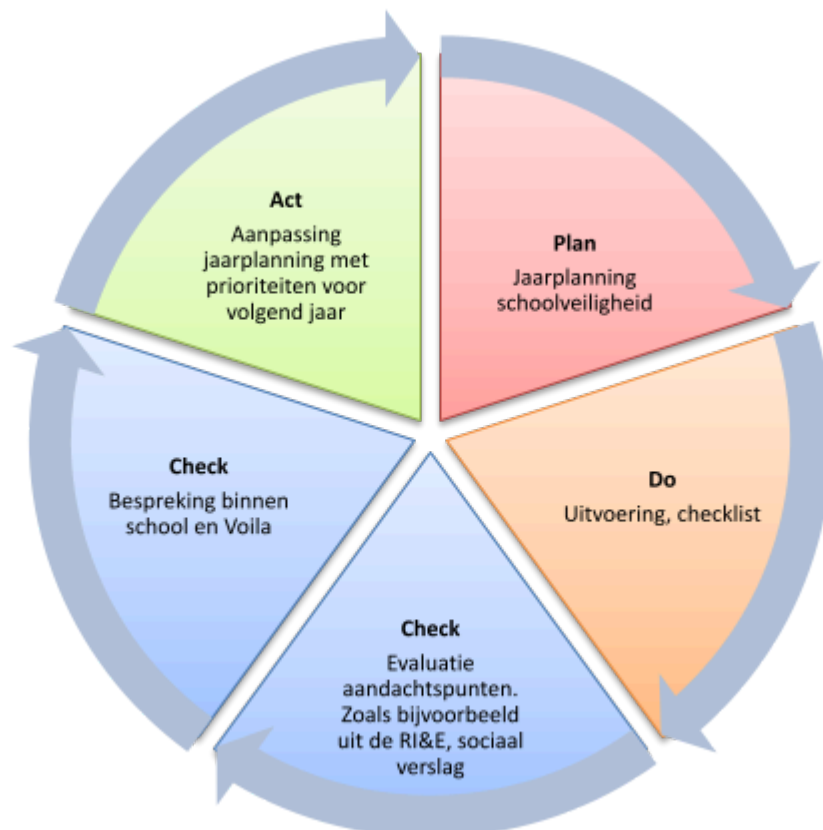 Plan
Jaarplanning
schoolveiligheid
Do
Uitvoering, checklist
Check
Evaluatie
aandachtspunten.
Zoals bijvoorbeeld
uit de RI&E, sociaal
verslag
Check
Bespreking binnen
school en Voila
Act
Aanpassing
jaarplanning met
prioriteiten voor
volgend jaar